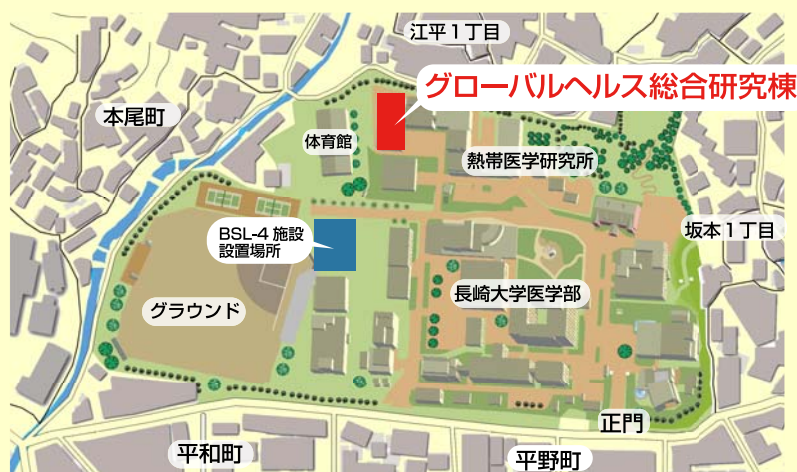 江平1丁目
グローバルヘルス総合研究棟
本尾町
体育館
熱帯医学研究所
坂本1丁目
BSL-4 施設
設置場所
長崎大学医学部
グラウンド
正門
平和町
平野町